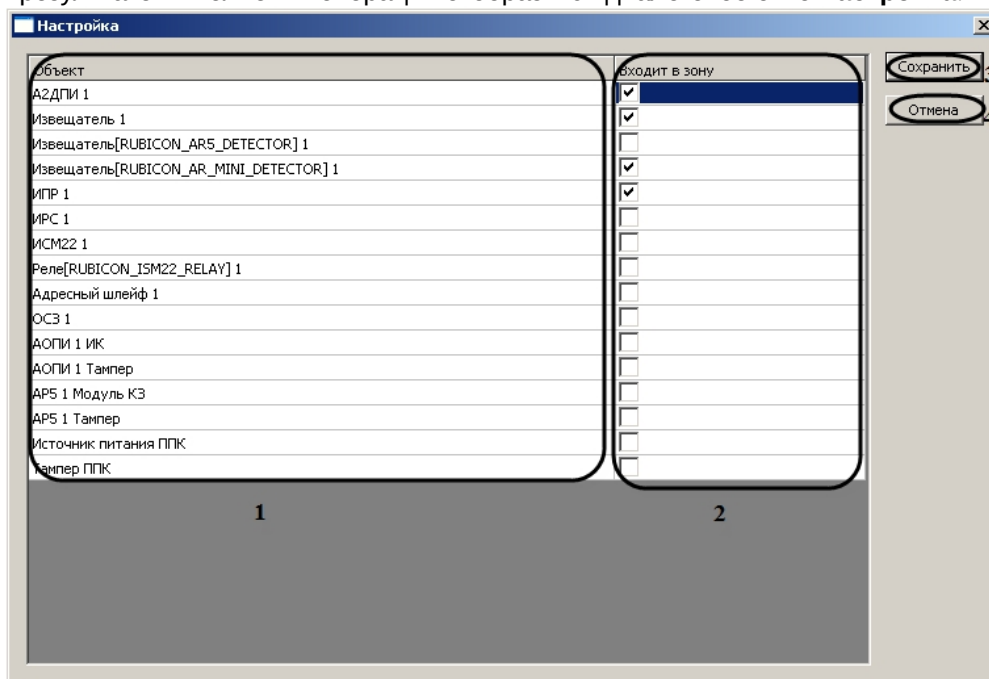 Настройка
Объект Входит в зону
А2ДПИ 1
Извещатель 1
Извещатель[RUBICON_AR5_DETECTOR] 1
Извещатель[RUBICON_AR_MINI_DETECTOR] 1
ИПР 1
ИРС 1
ИСМ22 1
Реле[RUBICON_ISM22_RELAY] 1
Адресный шлейф 1
ОСЗ 1
АОПИ 1 ИК
АОПИ 1 Тампер
АР5 1 Модуль КЗ
АР5 1 Тампер
Источник питания ППК
Тампер ППК
Сохранить 3
Отмена 4
1 2